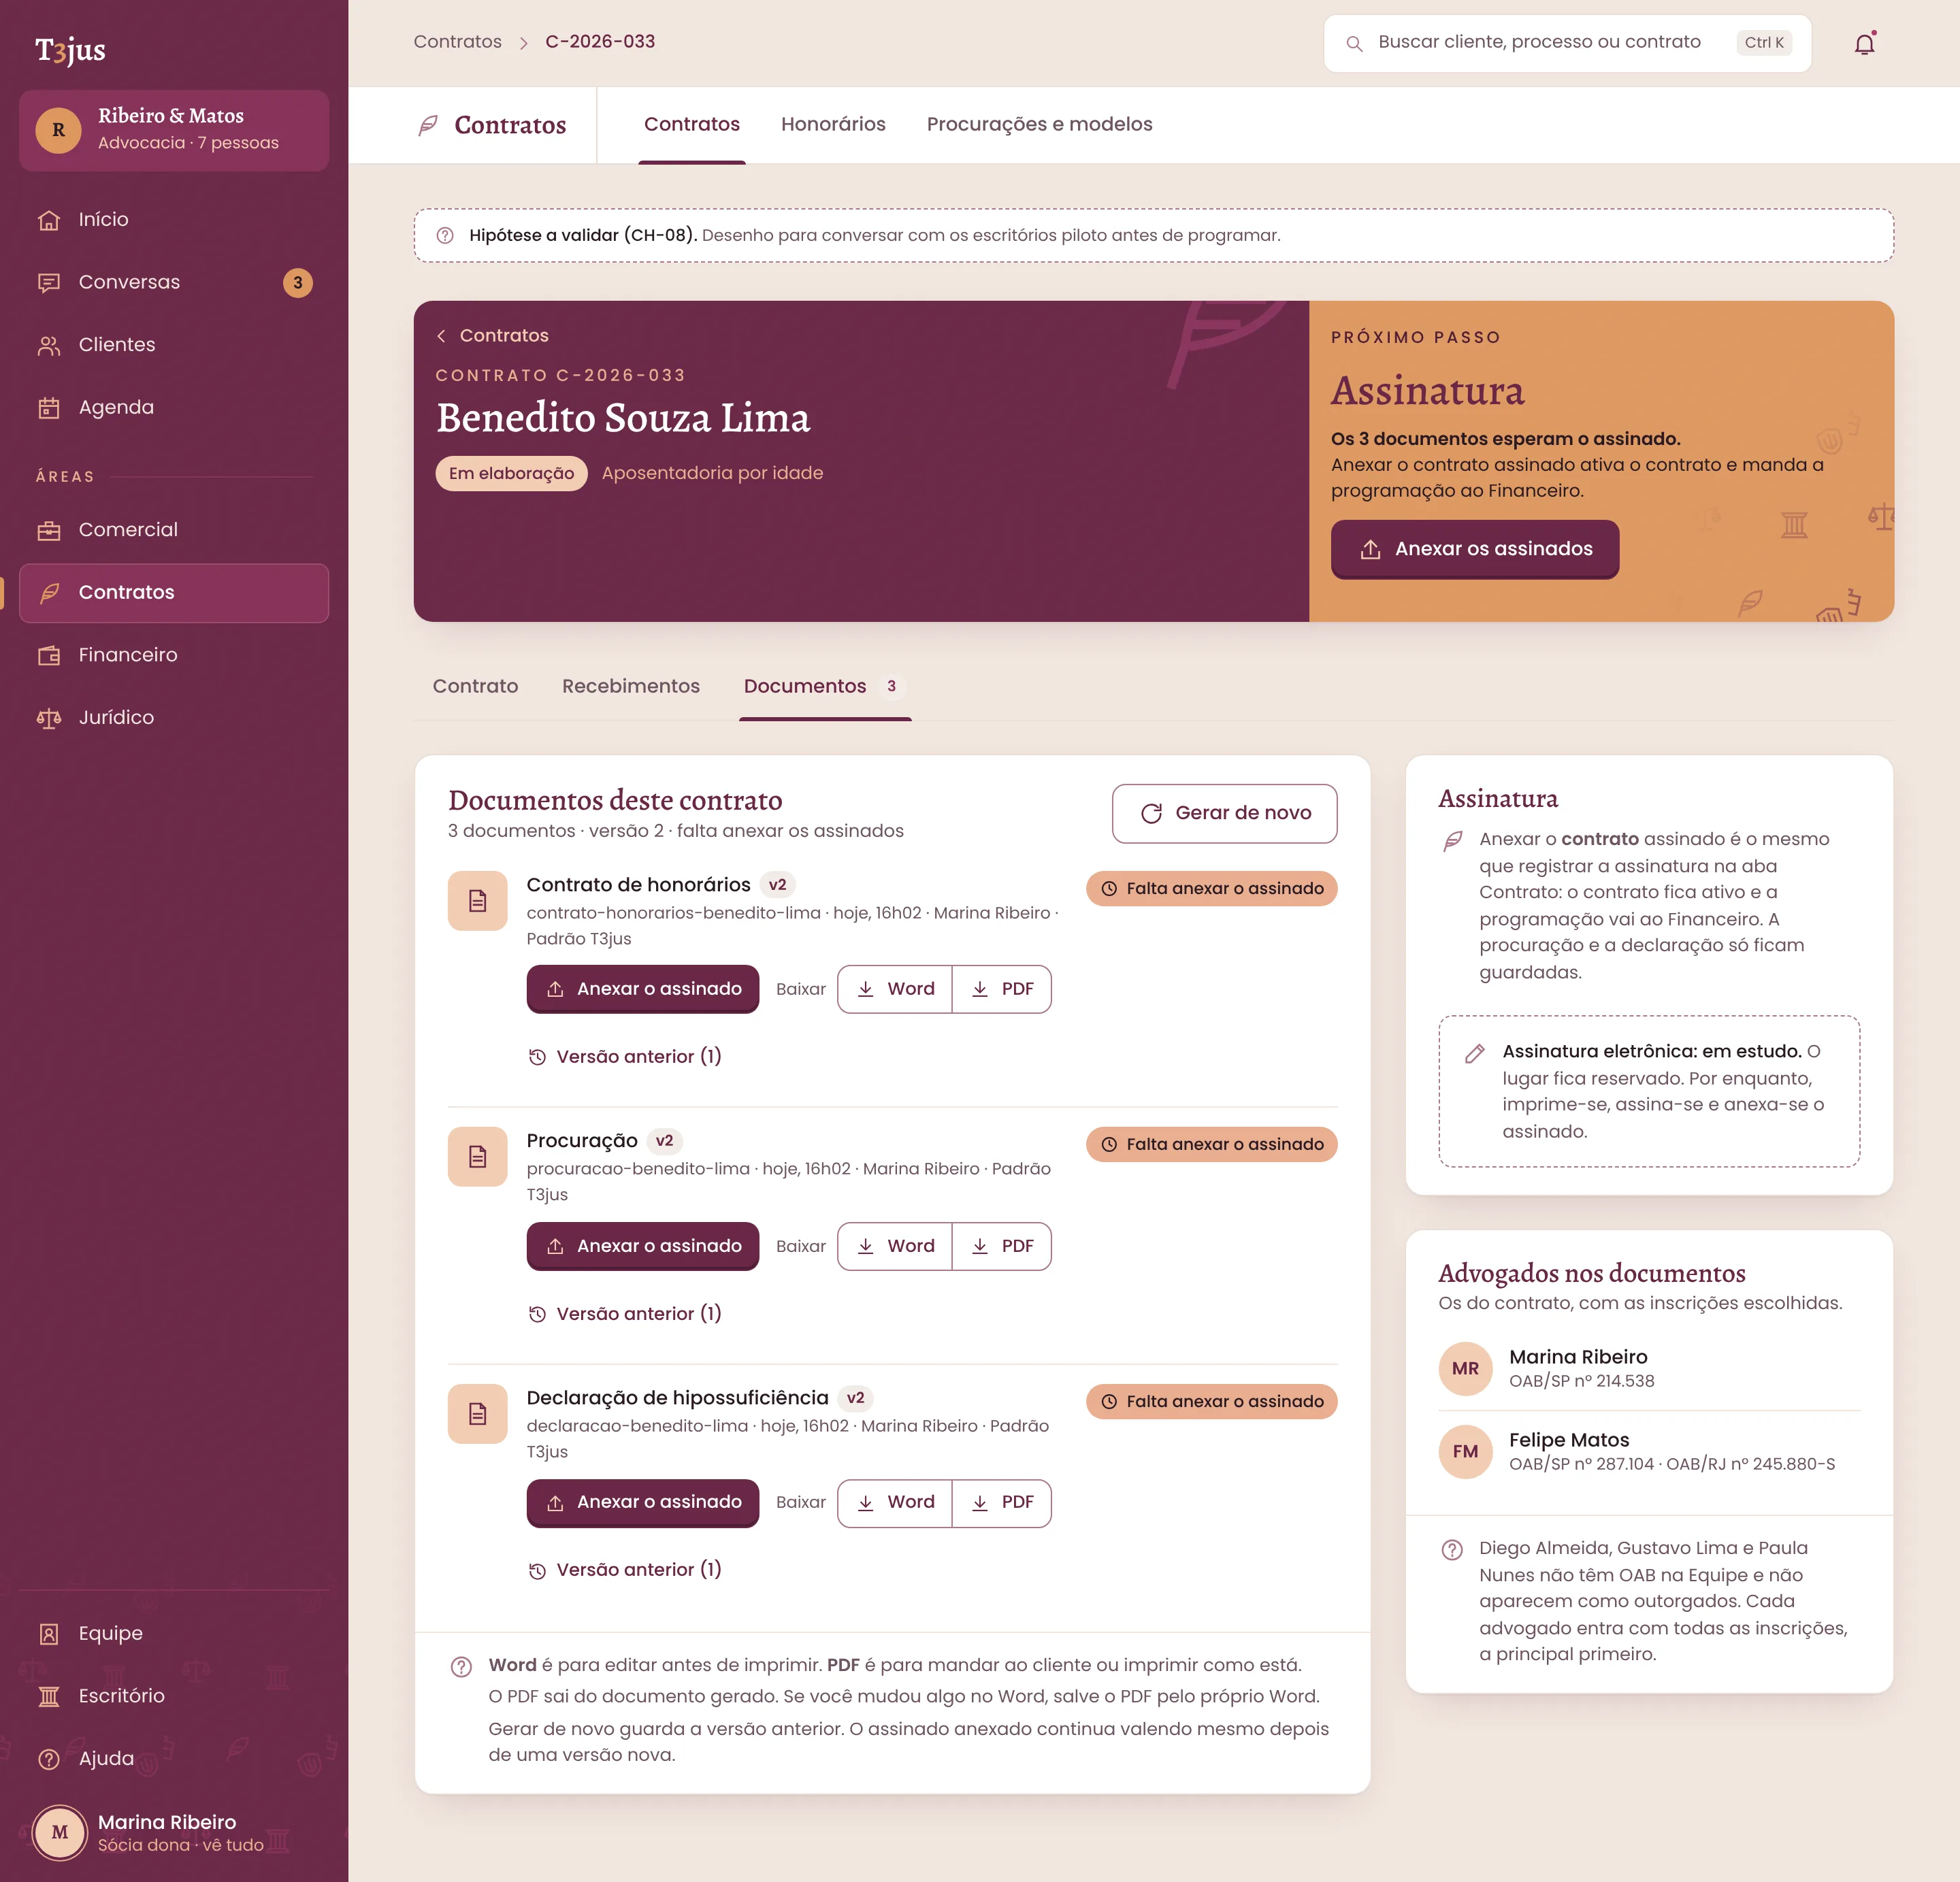 T3jus
R
Ribeiro & Matos
Advocacia · 7 pessoas
Início
Conversas
3
Clientes
Agenda
ÁREAS
Comercial
Contratos
Financeiro
Jurídico
Equipe
Escritório
Ajuda
M
Marina Ribeiro
Sócia dona · vê tudo
Contratos
C-2026-033
Buscar cliente, processo ou contrato
Ctrl K
Contratos
Contratos
Honorários
Procurações e modelos
Hipótese a validar (CH-08). Desenho para conversar com os escritórios piloto antes de programar.
Contratos
CONTRATO C-2026-033
Benedito Souza Lima
Em elaboração
Aposentadoria por idade
PRÓXIMO PASSO
Assinatura
Os 3 documentos esperam o assinado.
Anexar o contrato assinado ativa o contrato e manda a
programação ao Financeiro.
Anexar os assinados
Contrato
Recebimentos
Documentos
3
Documentos deste contrato
3 documentos · versão 2 · falta anexar os assinados
Gerar de novo
Contrato de honorários
v2
contrato-honorarios-benedito-lima · hoje, 16h02 · Marina Ribeiro ·
Padrão T3jus
Falta anexar o assinado
Anexar o assinado
Baixar
Word
PDF
Versão anterior (1)
Procuração
v2
procuracao-benedito-lima · hoje, 16h02 · Marina Ribeiro · Padrão
T3jus
Falta anexar o assinado
Anexar o assinado
Baixar
Word
PDF
Versão anterior (1)
Declaração de hipossuficiência
v2
declaracao-benedito-lima · hoje, 16h02 · Marina Ribeiro · Padrão
T3jus
Falta anexar o assinado
Anexar o assinado
Baixar
Word
PDF
Versão anterior (1)
Word é para editar antes de imprimir. PDF é para mandar ao cliente ou imprimir como está.
O PDF sai do documento gerado. Se você mudou algo no Word, salve o PDF pelo próprio Word.
Gerar de novo guarda a versão anterior. O assinado anexado continua valendo mesmo depois
de uma versão nova.
Assinatura
Anexar o contrato assinado é o mesmo
que registrar a assinatura na aba
Contrato: o contrato fica ativo e a
programação vai ao Financeiro. A
procuração e a declaração só ficam
guardadas.
Assinatura eletrônica: em estudo. O
lugar fica reservado. Por enquanto,
imprime-se, assina-se e anexa-se o
assinado.
Advogados nos documentos
Os do contrato, com as inscrições escolhidas.
MR
Marina Ribeiro
OAB/SP nº 214.538
FM
Felipe Matos
OAB/SP nº 287.104 · OAB/RJ nº 245.880-S
Diego Almeida, Gustavo Lima e Paula
Nunes não têm OAB na Equipe e não
aparecem como outorgados. Cada
advogado entra com todas as inscrições,
a principal primeiro.